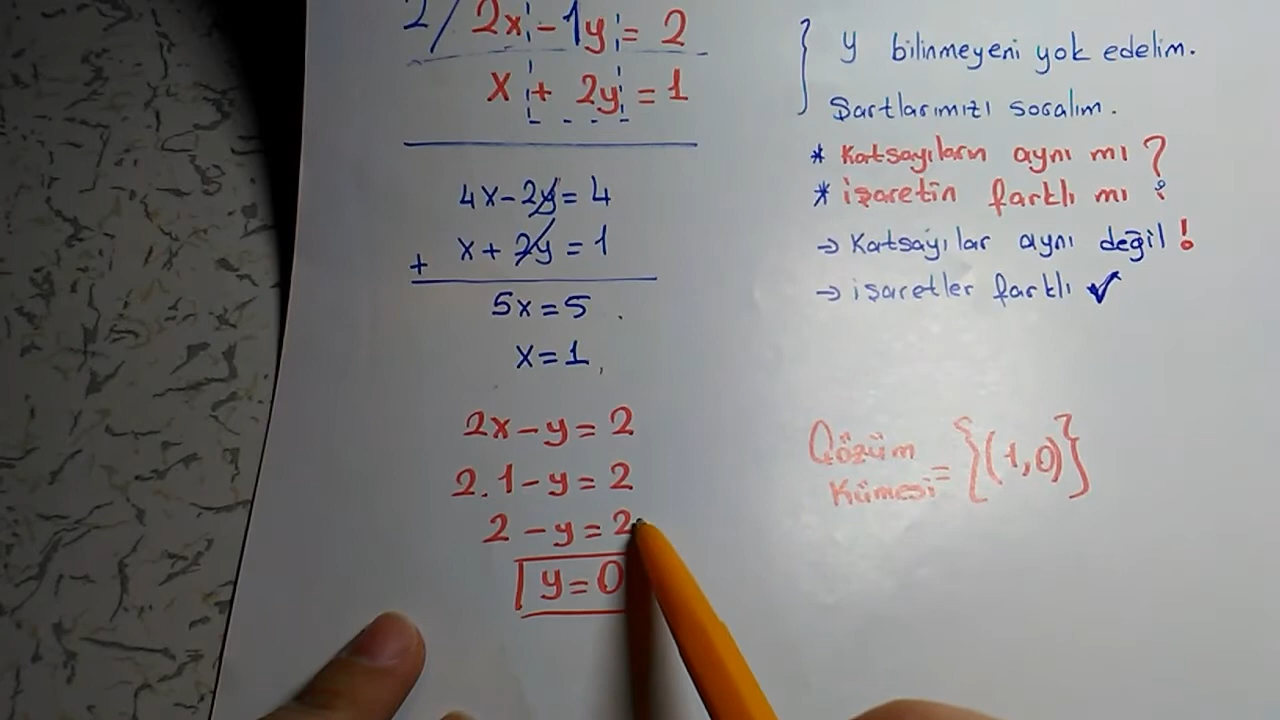 2/ 2x - 1y = 2
x + 2y = 1
4x - 2y = 4
+ x + 2y = 1
5x = 5
x = 1
2x - y = 2
2.1 - y = 2
2 - y = 2
y = 0
} y bilinmeyeni yok edelim.
Şartlarımızı soralım.
* Katsayıların aynı mı ?
* işaretin farklı mı ?
→ Katsayılar aynı değil !
→ işaretler farklı ✓
Çözüm
Kümesi = {(1,0)}